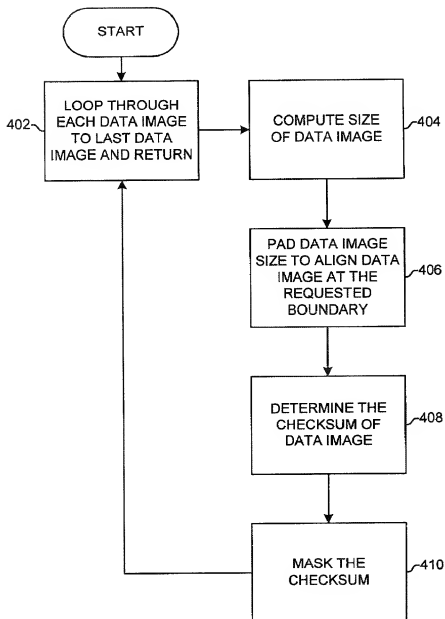 START
402
LOOP THROUGH
EACH DATA IMAGE
TO LAST DATA
IMAGE AND RETURN
COMPUTE SIZE
OF DATA IMAGE
404
PAD DATA IMAGE
SIZE TO ALIGN DATA
IMAGE AT THE
REQUESTED
BOUNDARY
406
DETERMINE THE
CHECKSUM OF
DATA IMAGE
408
MASK THE
CHECKSUM
410